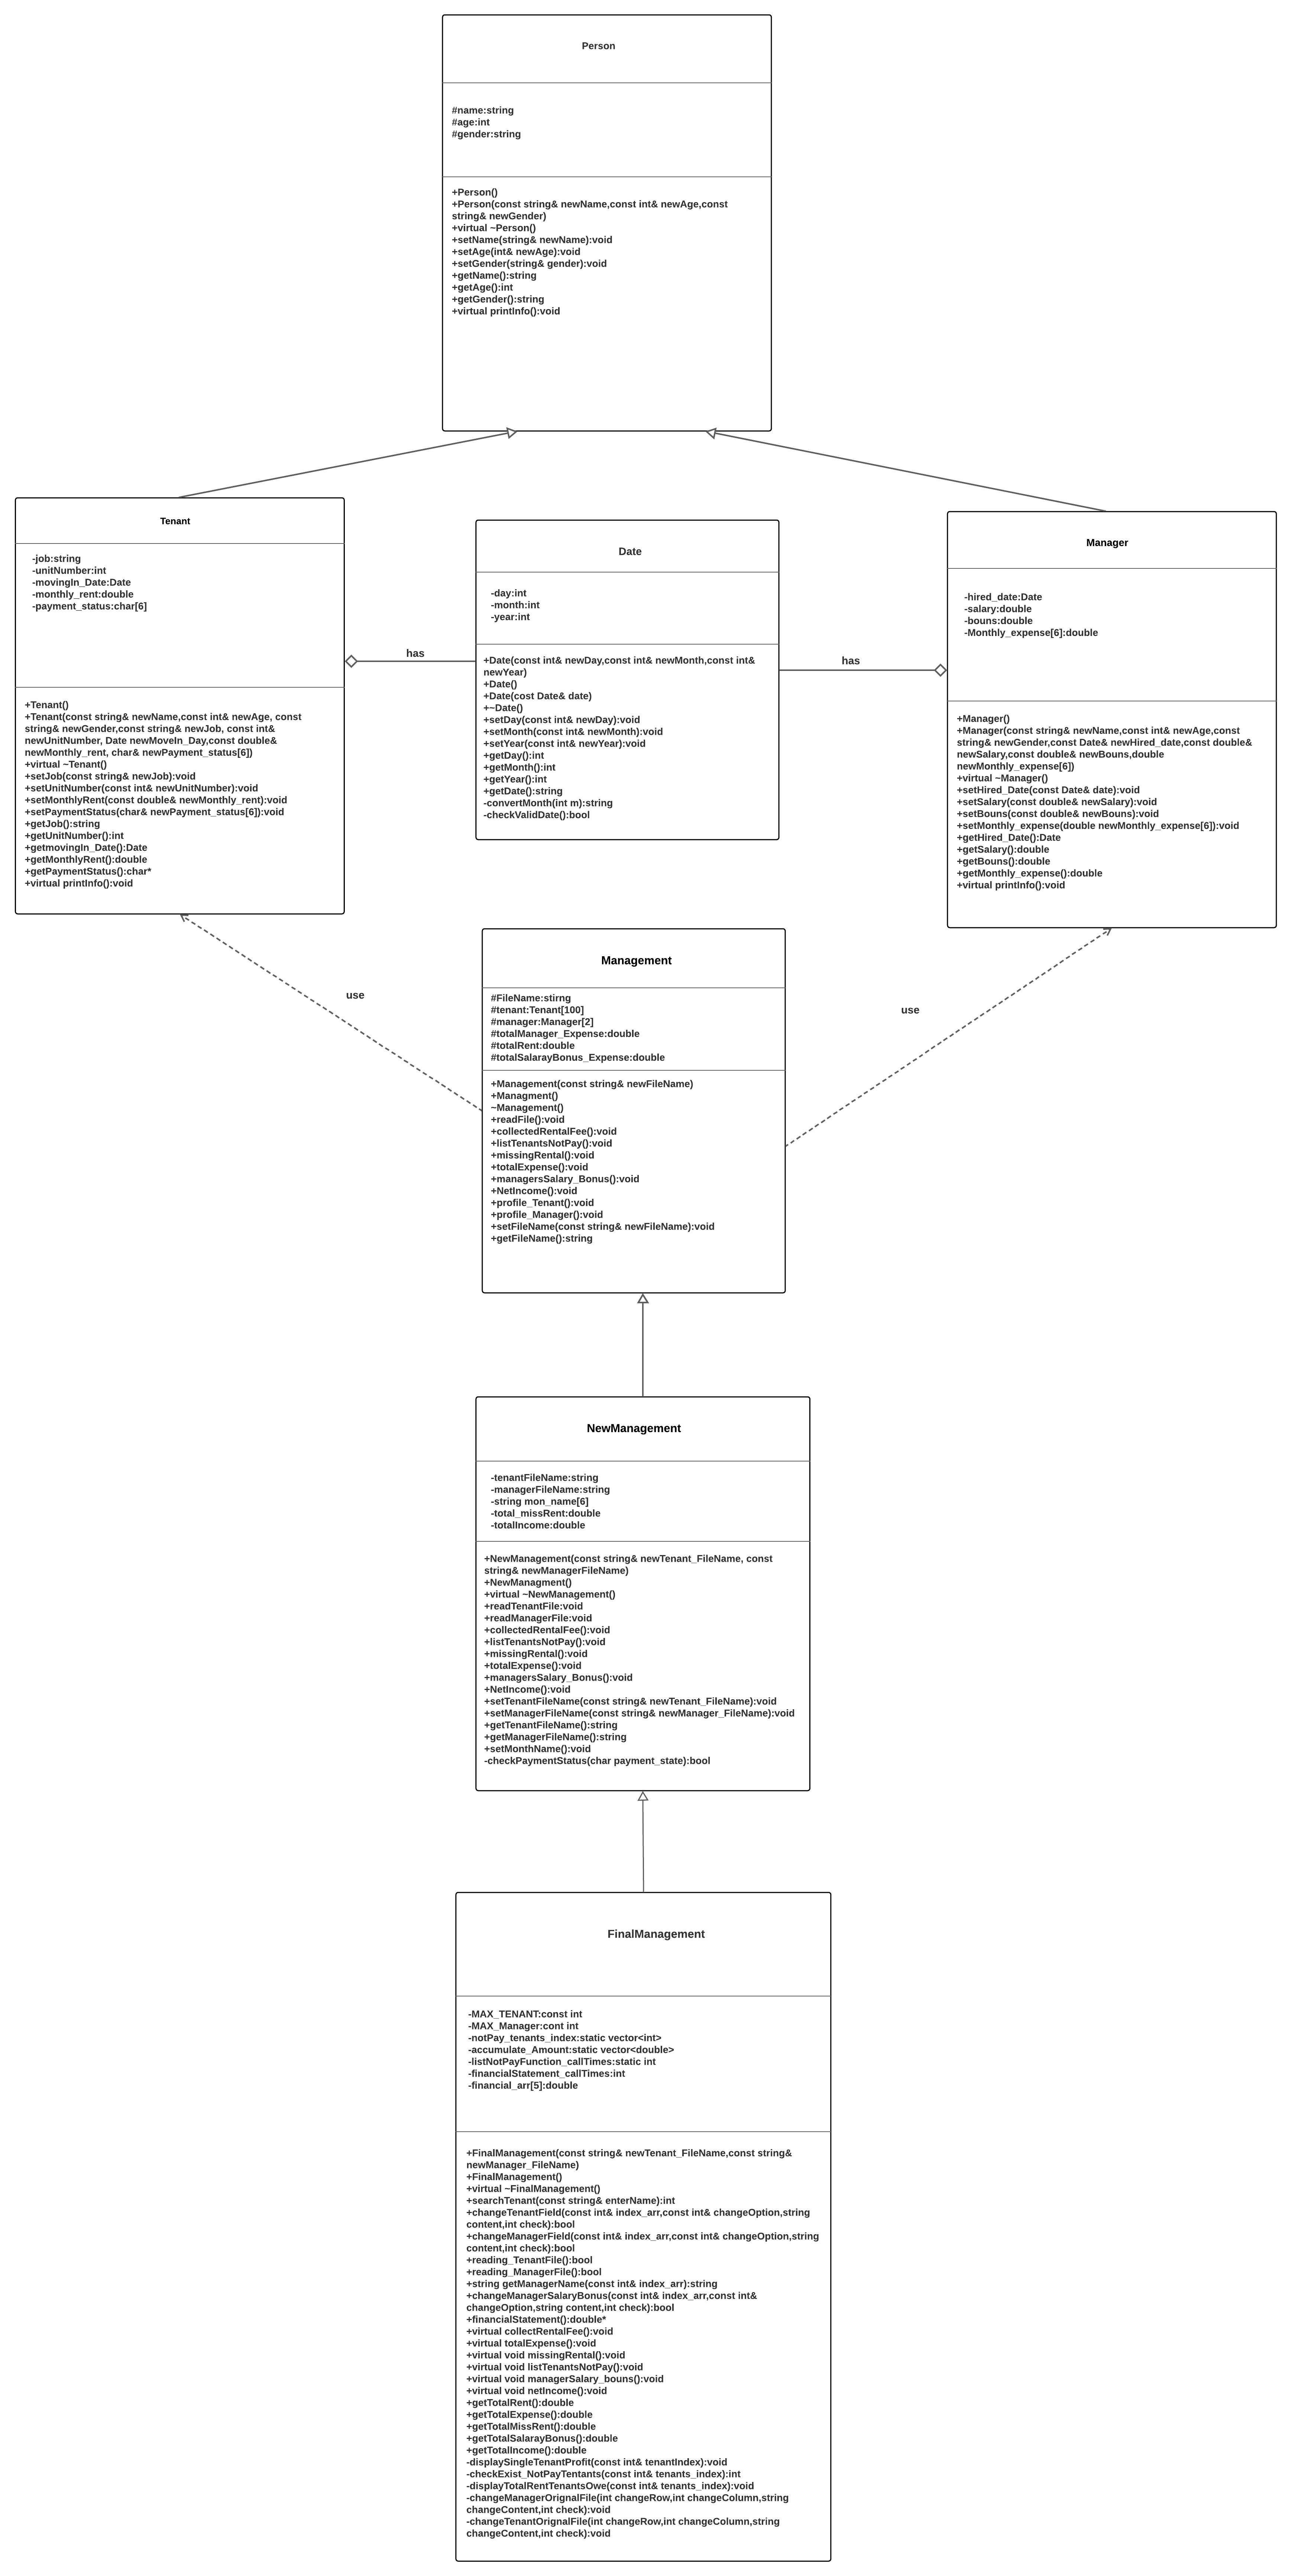 Person
#name:string
#age:int
#gender:string
+Person()
+Person(const string& newName,const int& newAge,const
string& newGender)
+virtual ~Person()
+setName(string& newName):void
+setAge(int& newAge):void
+setGender(string& gender):void
+getName():string
+getAge():int
+getGender():string
+virtual printInfo():void
Tenant
-job:string
-unitNumber:int
-movingIn_Date:Date
-monthly_rent:double
-payment_status:char[6]
+Tenant()
+Tenant(const string& newName,const int& newAge, const
string& newGender,const string& newJob, const int&
newUnitNumber, Date newMoveIn_Day,const double&
newMonthly_rent, char& newPayment_status[6])
+virtual ~Tenant()
+setJob(const string& newJob):void
+setUnitNumber(const int& newUnitNumber):void
+setMonthlyRent(const double& newMonthly_rent):void
+setPaymentStatus(char& newPayment_status[6]):void
+getJob():string
+getUnitNumber():int
+getmovingIn_Date():Date
+getMonthlyRent():double
+getPaymentStatus():char*
+virtual printInfo():void
has
Date
-day:int
-month:int
-year:int
+Date(const int& newDay,const int& newMonth,const int&
newYear)
+Date()
+Date(cost Date& date)
+~Date()
+setDay(const int& newDay):void
+setMonth(const int& newMonth):void
+setYear(const int& newYear):void
+getDay():int
+getMonth():int
+getYear():int
+getDate():string
-convertMonth(int m):string
-checkValidDate():bool
has
Manager
-hired_date:Date
-salary:double
-bouns:double
-Monthly_expense[6]:double
+Manager()
+Manager(const string& newName,const int& newAge,const
string& newGender,const Date& newHired_date,const double&
newSalary,const double& newBouns,double
newMonthly_expense[6])
+virtual ~Manager()
+setHired_Date(const Date& date):void
+setSalary(const double& newSalary):void
+setBouns(const double& newBouns):void
+setMonthly_expense(double newMonthly_expense[6]):void
+getHired_Date():Date
+getSalary():double
+getBouns():double
+getMonthly_expense():double
+virtual printInfo():void
use
Management
#FileName:stirng
#tenant:Tenant[100]
#manager:Manager[2]
#totalManager_Expense:double
#totalRent:double
#totalSalarayBonus_Expense:double
+Management(const string& newFileName)
+Managment()
~Management()
+readFile():void
+collectedRentalFee():void
+listTenantsNotPay():void
+missingRental():void
+totalExpense():void
+managersSalary_Bonus():void
+NetIncome():void
+profile_Tenant():void
+profile_Manager():void
+setFileName(const string& newFileName):void
+getFileName():string
use
NewManagement
-tenantFileName:string
-managerFileName:string
-string mon_name[6]
-total_missRent:double
-totalIncome:double
+NewManagement(const string& newTenant_FileName, const
string& newManagerFileName)
+NewManagment()
+virtual ~NewManagement()
+readTenantFile:void
+readManagerFile:void
+collectedRentalFee():void
+listTenantsNotPay():void
+missingRental():void
+totalExpense():void
+managersSalary_Bonus():void
+NetIncome():void
+setTenantFileName(const string& newTenant_FileName):void
+setManagerFileName(const string& newManager_FileName):void
+getTenantFileName():string
+getManagerFileName():string
+setMonthName():void
-checkPaymentStatus(char payment_state):bool
FinalManagement
-MAX_TENANT:const int
-MAX_Manager:cont int
-notPay_tenants_index:static vector<int>
-accumulate_Amount:static vector<double>
-listNotPayFunction_callTimes:static int
-financialStatement_callTimes:int
-financial_arr[5]:double
+FinalManagement(const string& newTenant_FileName,const string&
newManager_FileName)
+FinalManagement()
+virtual ~FinalManagement()
+searchTenant(const string& enterName):int
+changeTenantField(const int& index_arr,const int& changeOption,string
content,int check):bool
+changeManagerField(const int& index_arr,const int& changeOption,string
content,int check):bool
+reading_TenantFile():bool
+reading_ManagerFile():bool
+string getManagerName(const int& index_arr):string
+changeManagerSalaryBonus(const int& index_arr,const int&
changeOption,string content,int check):bool
+financialStatement():double*
+virtual collectRentalFee():void
+virtual totalExpense():void
+virtual void missingRental():void
+virtual void listTenantsNotPay():void
+virtual void managerSalary_bouns():void
+virtual void netIncome():void
+getTotalRent():double
+getTotalExpense():double
+getTotalMissRent():double
+getTotalSalarayBonus():double
+getTotalIncome():double
-displaySingleTenantProfit(const int& tenantIndex):void
-checkExist_NotPayTentants(const int& tenants_index):int
-displayTotalRentTenantsOwe(const int& tenants_index):void
-changeManagerOrignalFile(int changeRow,int changeColumn,string
changeContent,int check):void
-changeTenantOrignalFile(int changeRow,int changeColumn,string
changeContent,int check):void